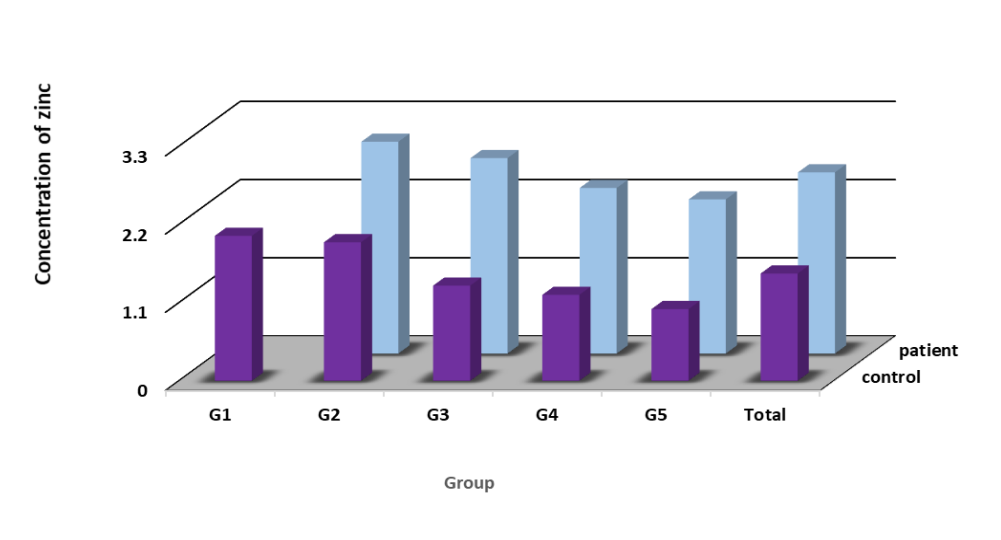 Concentration of zinc
3.3
2.2
1.1
0
patient
control
G1 G2 G3 G4 G5 Total
Group